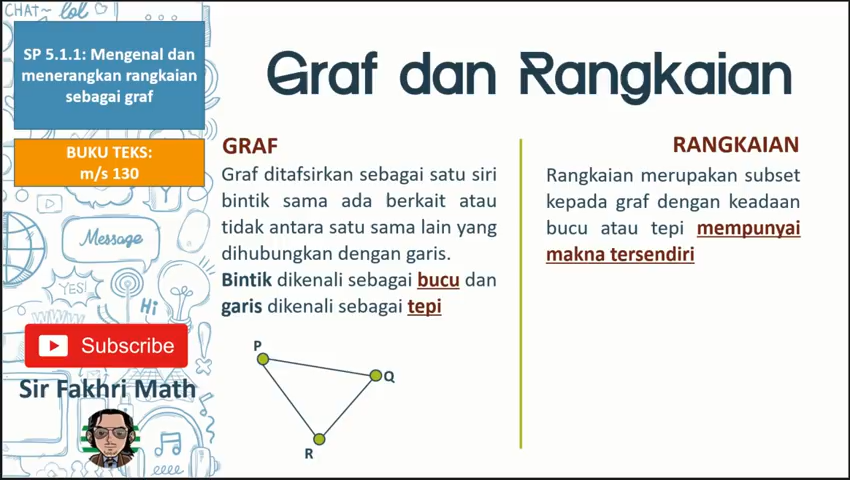 CHAT~ lol
SP 5.1.1: Mengenal dan
menerangkan rangkaian
sebagai graf
BUKU TEKS:
m/s 130
Message
YES!
Hi
Subscribe
Sir Fakhri Math
Graf dan Rangkaian
GRAF
Graf ditafsirkan sebagai satu siri
bintik sama ada berkait atau
tidak antara satu sama lain yang
dihubungkan dengan garis.
Bintik dikenali sebagai bucu dan
garis dikenali sebagai tepi
P
Q
R
RANGKAIAN
Rangkaian merupakan subset
kepada graf dengan keadaan
bucu atau tepi mempunyai
makna tersendiri